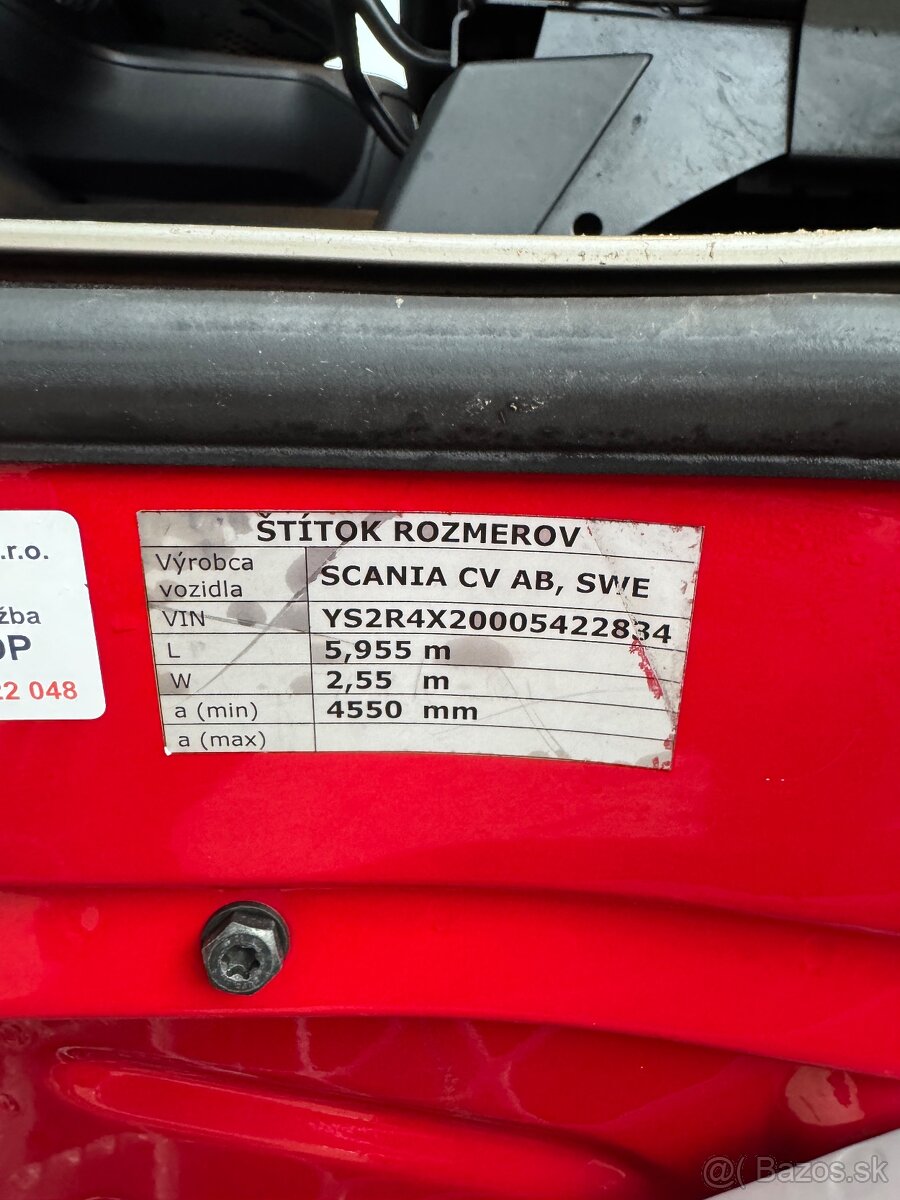 .r.o.
žba
OP
22 048
ŠTÍTOK ROZMEROV
Výrobca vozidla SCANIA CV AB, SWE
VIN YS2R4X20005422834
L 5,955 m
W 2,55 m
a (min) 4550 mm
a (max)
@( Bazos.sk